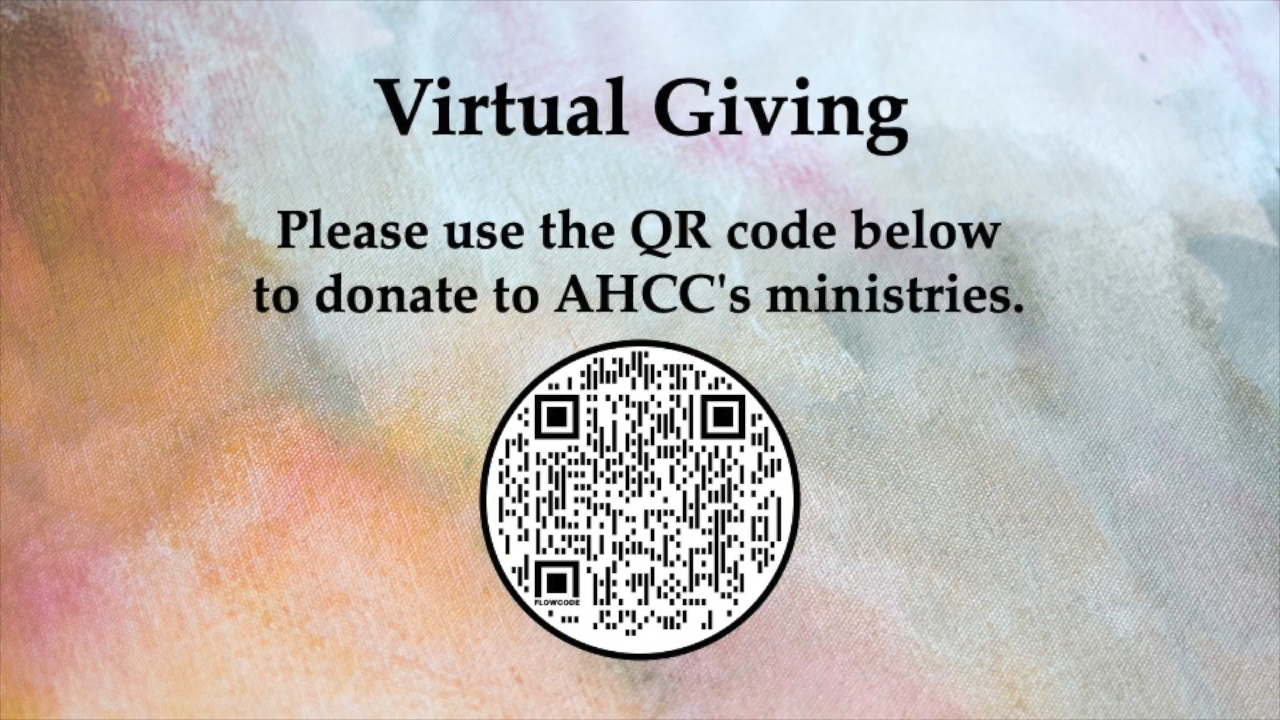 Virtual Giving
Please use the QR code below
to donate to AHCC's ministries.
FLOWCODE